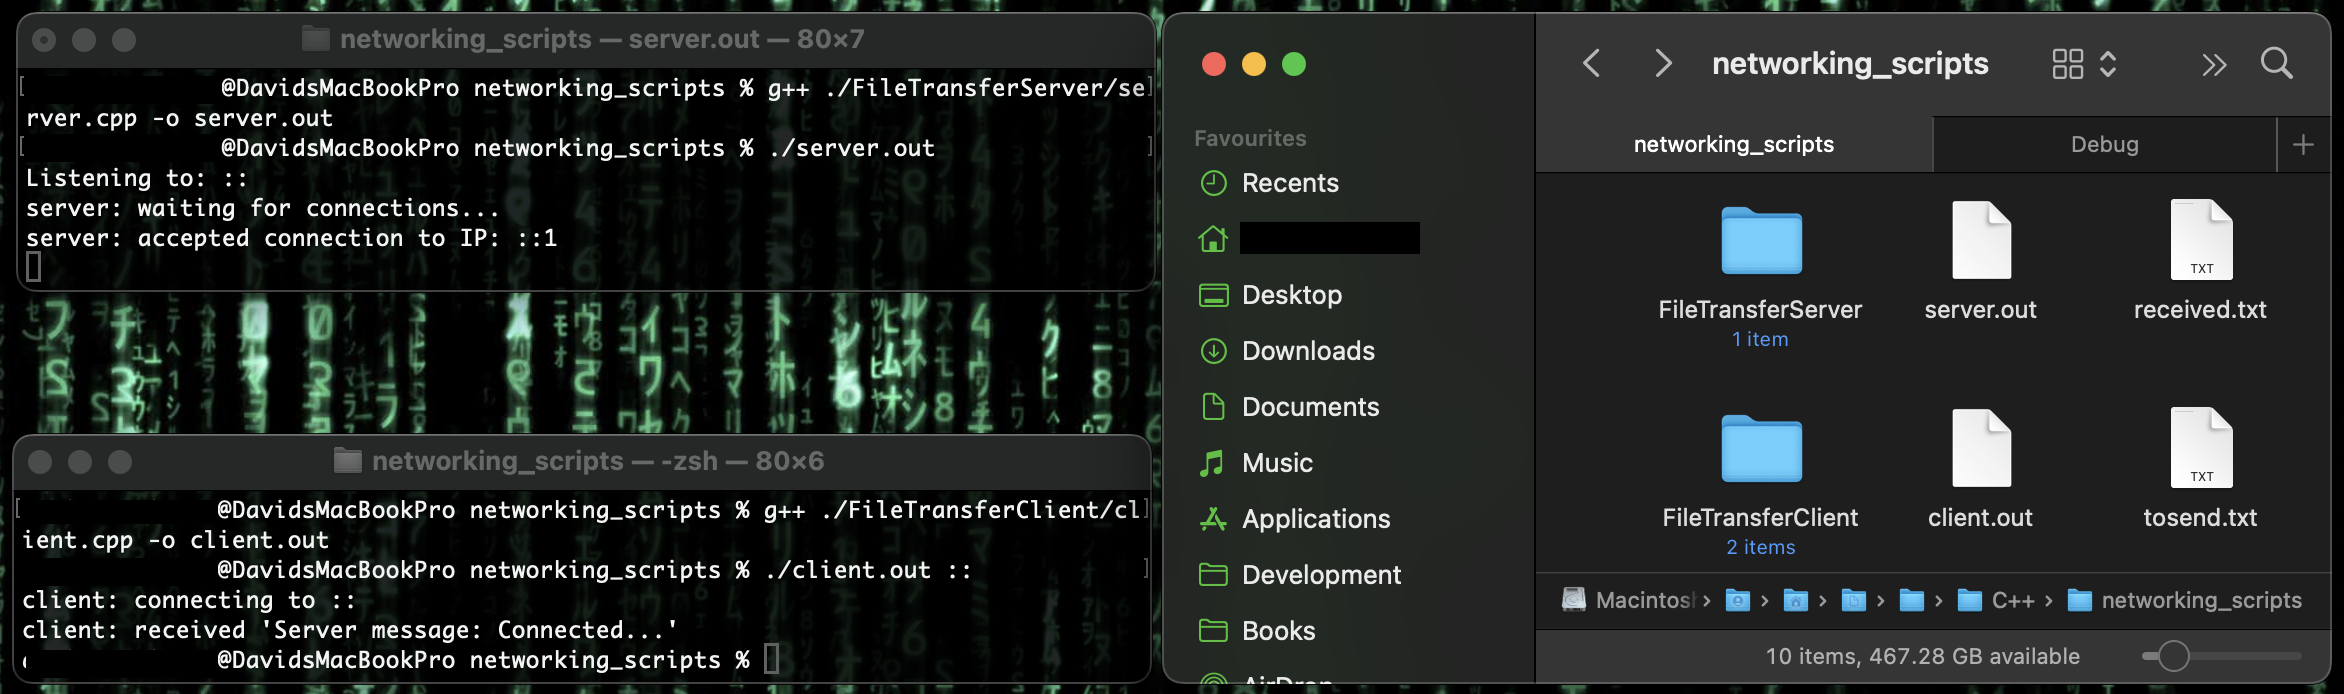 networking_scripts — server.out — 80×7
@DavidsMacBookPro networking_scripts % g++ ./FileTransferServer/se
rver.cpp -o server.out
@DavidsMacBookPro networking_scripts % ./server.out
Listening to: ::
server: waiting for connections...
server: accepted connection to IP: ::1
networking_scripts — -zsh — 80×6
@DavidsMacBookPro networking_scripts % g++ ./FileTransferClient/cl
ient.cpp -o client.out
@DavidsMacBookPro networking_scripts % ./client.out ::
client: connecting to ::
client: received 'Server message: Connected...'
@DavidsMacBookPro networking_scripts %
Favourites
Recents
Desktop
Downloads
Documents
Music
Applications
Development
Books
AirDrop
networking_scripts
networking_scripts
Debug
FileTransferServer
1 item
server.out
received.txt
TXT
FileTransferClient
2 items
client.out
tosend.txt
TXT
Macintosh › C++ › networking_scripts
10 items, 467.28 GB available